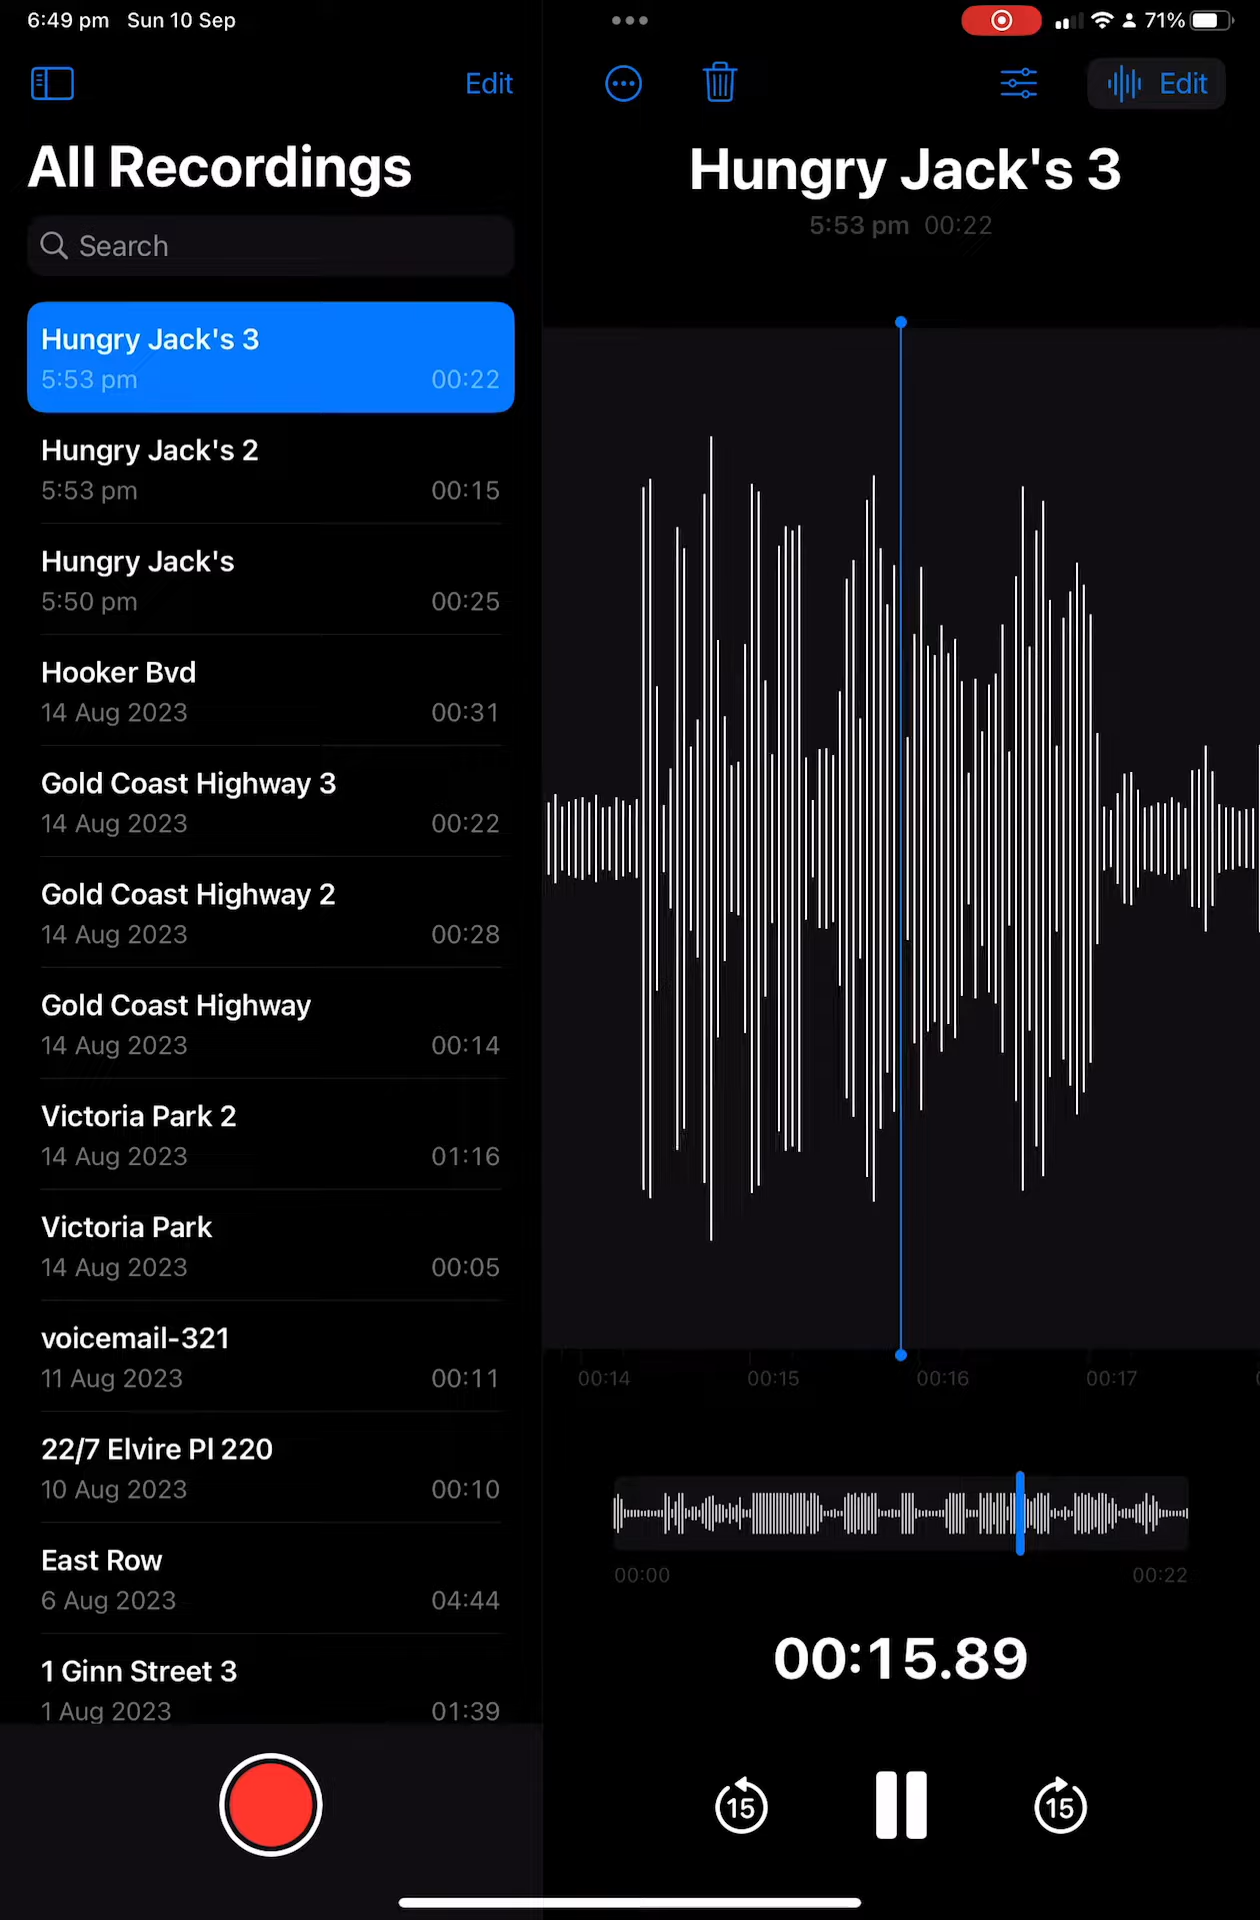 6:49 pm Sun 10 Sep
71%
Edit
All Recordings
Search
Hungry Jack's 3
5:53 pm 00:22
Hungry Jack's 2
5:53 pm 00:15
Hungry Jack's
5:50 pm 00:25
Hooker Bvd
14 Aug 2023 00:31
Gold Coast Highway 3
14 Aug 2023 00:22
Gold Coast Highway 2
14 Aug 2023 00:28
Gold Coast Highway
14 Aug 2023 00:14
Victoria Park 2
14 Aug 2023 01:16
Victoria Park
14 Aug 2023 00:05
voicemail-321
11 Aug 2023 00:11
22/7 Elvire Pl 220
10 Aug 2023 00:10
East Row
6 Aug 2023 04:44
1 Ginn Street 3
1 Aug 2023 01:39
Edit
Hungry Jack's 3
5:53 pm 00:22
00:14 00:15 00:16 00:17
00:00 00:22
00:15.89
15 15